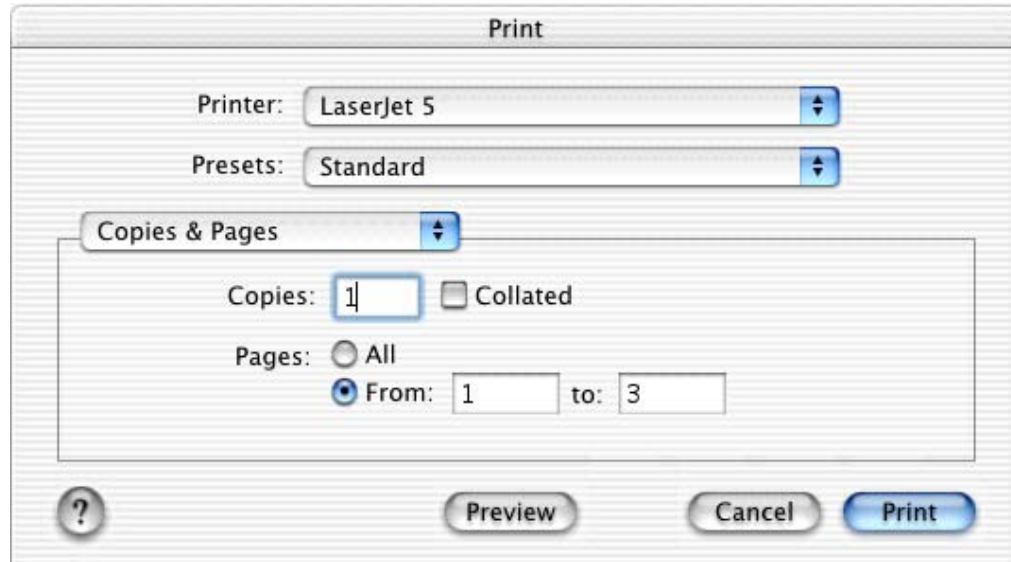 Print
Printer: LaserJet 5
Presets: Standard
Copies & Pages
Copies: 1 Collated
Pages: All
From: 1 to: 3
? Preview Cancel Print